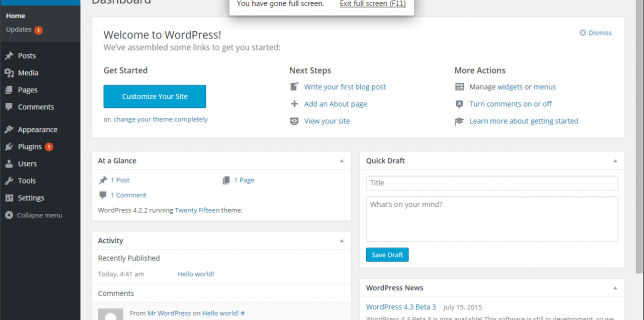 Dashboard
You have gone full screen. Exit full screen (F11)
Home
Updates 1
Posts
Media
Pages
Comments
Appearance
Plugins 1
Users
Tools
Settings
Collapse menu
Welcome to WordPress!
Dismiss
We've assembled some links to get you started:
Get Started
Customize Your Site
or, change your theme completely
Next Steps
Write your first blog post
Add an About page
View your site
More Actions
Manage widgets or menus
Turn comments on or off
Learn more about getting started
At a Glance
1 Post
1 Page
1 Comment
WordPress 4.2.2 running Twenty Fifteen theme.
Activity
Recently Published
Today, 4:41 am Hello world!
Comments
From Mr WordPress on Hello world! #
Quick Draft
Title
What's on your mind?
Save Draft
WordPress News
WordPress 4.3 Beta 3 July 15, 2015
WordPress 4.3 Beta 3 is now available! This software is still in development, so we